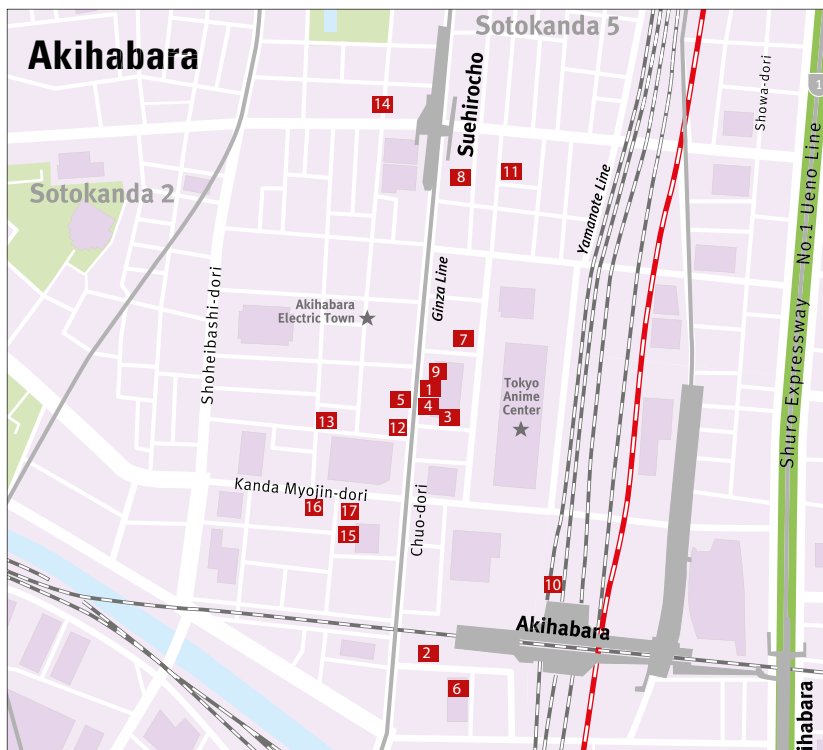 Akihabara
Sotokanda 5
14
Suehirocho
Showa-dori
1
8
11
Sotokanda 2
Yamanote Line
Shuro Expressway No.1 Ueno Line
Shoheibashi-dori
Ginza Line
Akihabara
Electric Town
7
9
1
5
4
3
12
13
Tokyo
Anime
Center
Kanda Myojin-dori
16
17
15
Chuo-dori
10
Akihabara
2
6
ihabara